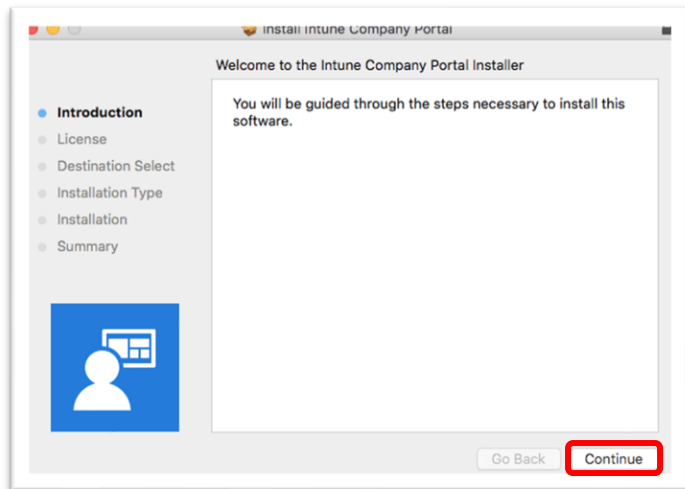 Install Intune Company Portal
Welcome to the Intune Company Portal Installer
Introduction
License
Destination Select
Installation Type
Installation
Summary
You will be guided through the steps necessary to install this
software.
Go Back
Continue